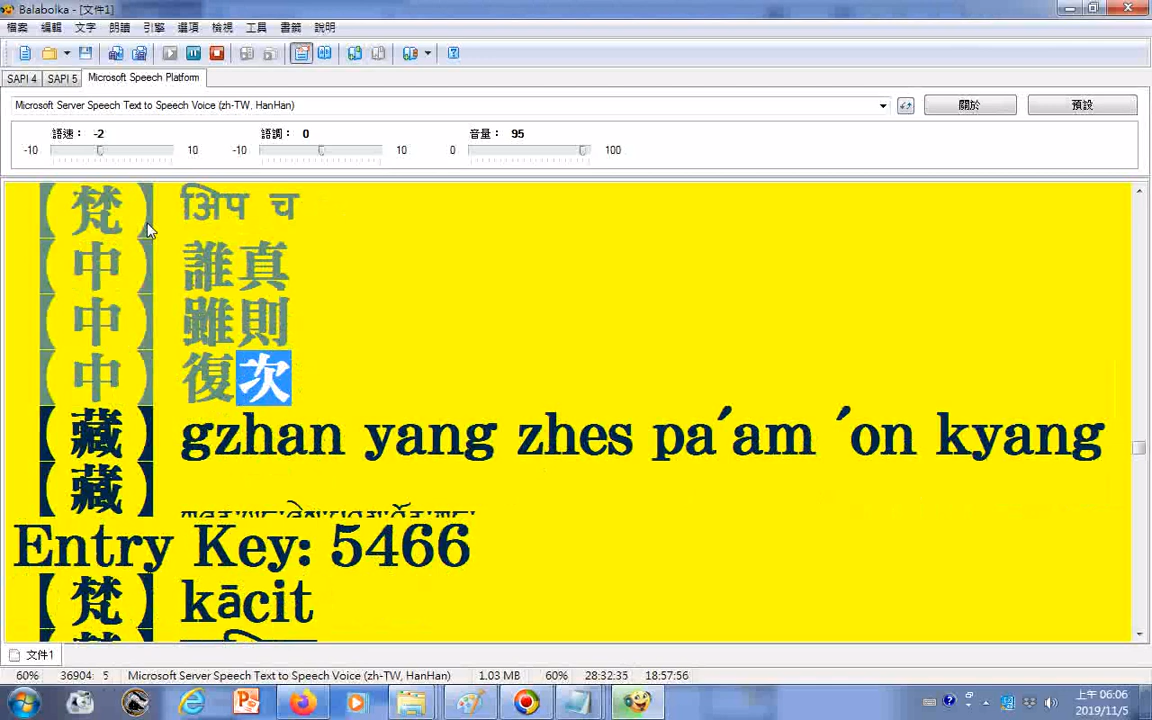 Balabolka - [文件1]
檔案 編輯 文字 朗讀 引擎 選項 檢視 工具 書籤 說明
SAPI 4 SAPI 5 Microsoft Speech Platform
Microsoft Server Speech Text to Speech Voice (zh-TW, HanHan) 關於 預設
語速： -2 語調： 0 音量： 95
-10 10 -10 10 0 100
【梵】 अिप च
【中】 誰真
【中】 雖則
【中】 復次
【藏】 gzhan yang zhes pa´am ´on kyang
【藏】
Entry Key: 5466
【梵】 kācit
文件1
60% 36904: 5 Microsoft Server Speech Text to Speech Voice (zh-TW, HanHan) 1.03 MB 60% 28:32:35 18:57:56
上午 06:06
2019/11/5